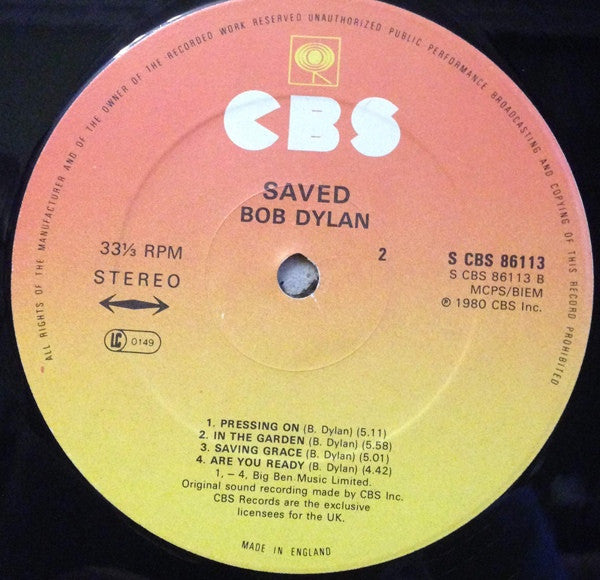 ALL RIGHTS OF THE MANUFACTURER AND OF THE OWNER OF THE RECORDED WORK RESERVED UNAUTHORIZED PUBLIC PERFORMANCE BROADCASTING AND COPYING OF THIS RECORD PROHIBITED
CBS
SAVED
BOB DYLAN
33⅓ RPM
STEREO
LC 0149
2
S CBS 86113
S CBS 86113 B
MCPS/BIEM
℗ 1980 CBS Inc.
1. PRESSING ON (B. Dylan) (5.11)
2. IN THE GARDEN (B. Dylan) (5.58)
3. SAVING GRACE (B. Dylan) (5.01)
4. ARE YOU READY (B. Dylan) (4.42)
1, – 4, Big Ben Music Limited.
Original sound recording made by CBS Inc.
CBS Records are the exclusive
licensees for the UK.
MADE IN ENGLAND